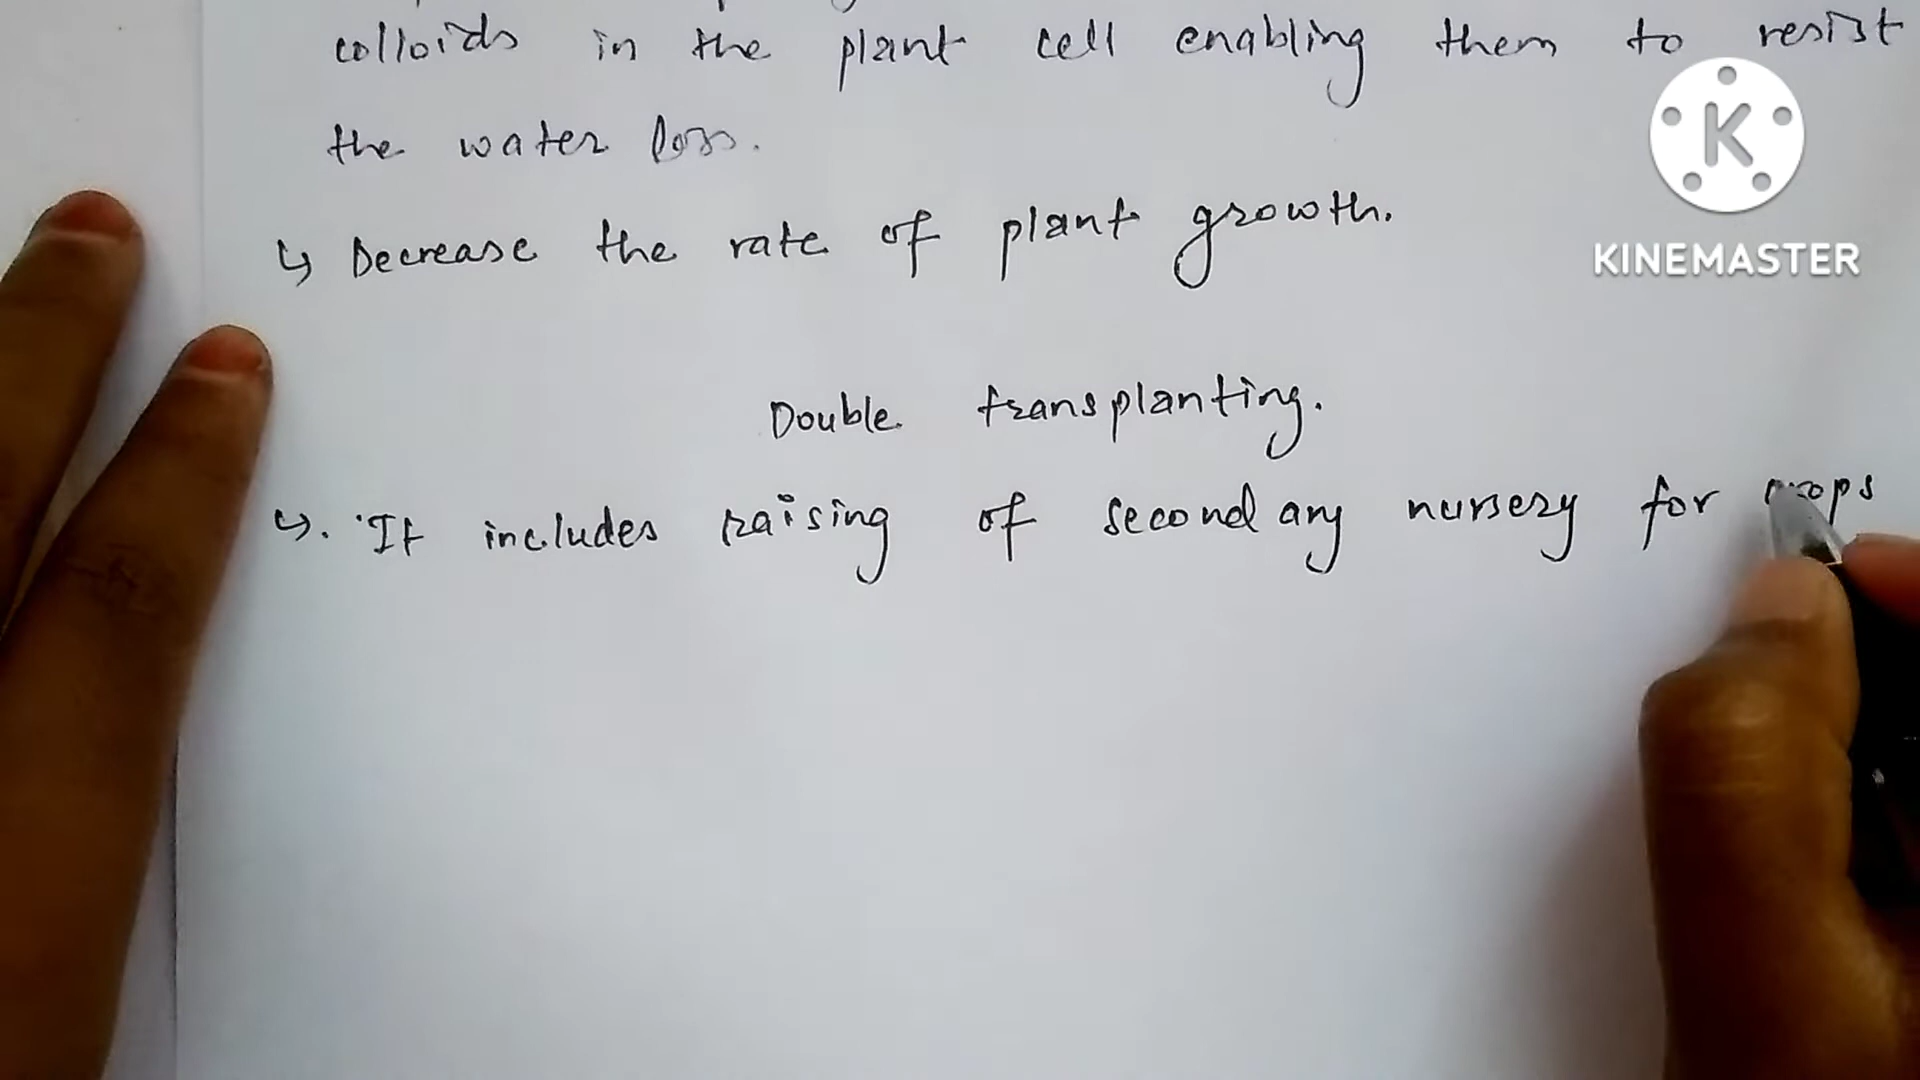 colloids in the plant cell enabling them to resist
the water loss.
↳ Decrease the rate of plant growth.
KINEMASTER
Double transplanting.
↳. It includes raising of secondary nursery for crops